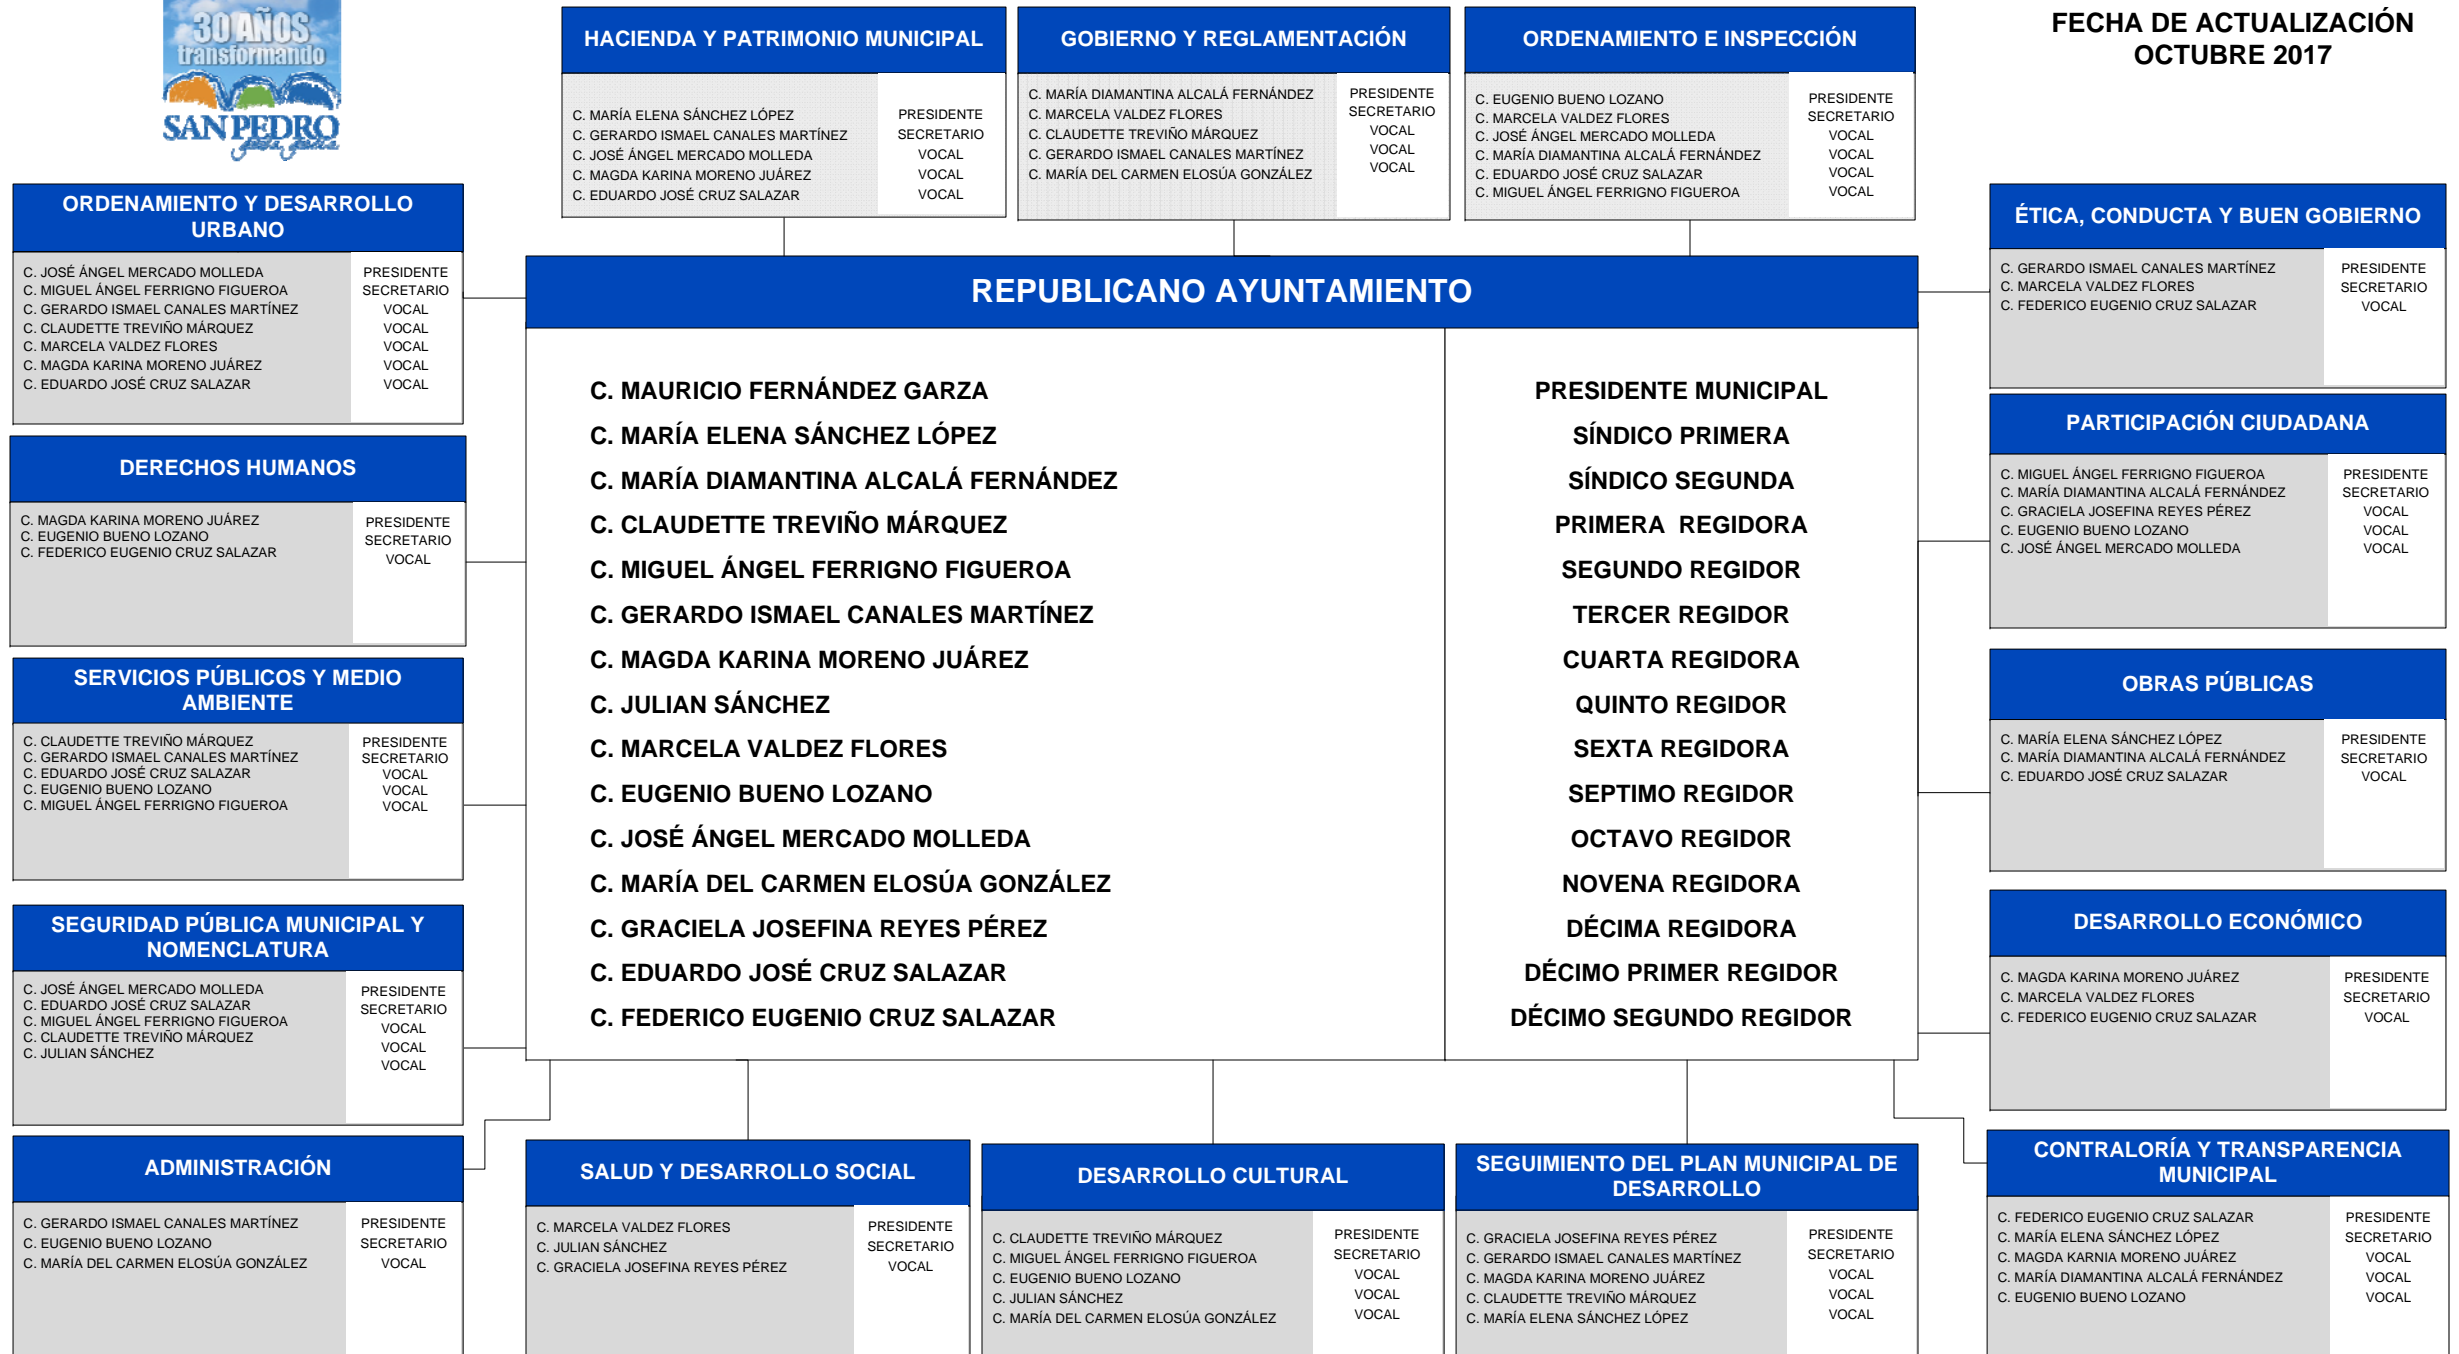 30 AÑOS
transformando
SAN PEDRO
Garza García
FECHA DE ACTUALIZACIÓN
OCTUBRE 2017
HACIENDA Y PATRIMONIO MUNICIPAL
C. MARÍA ELENA SÁNCHEZ LÓPEZ PRESIDENTE
C. GERARDO ISMAEL CANALES MARTÍNEZ SECRETARIO
C. JOSÉ ÁNGEL MERCADO MOLLEDA VOCAL
C. MAGDA KARINA MORENO JUÁREZ VOCAL
C. EDUARDO JOSÉ CRUZ SALAZAR VOCAL
GOBIERNO Y REGLAMENTACIÓN
C. MARÍA DIAMANTINA ALCALÁ FERNÁNDEZ PRESIDENTE
C. MARCELA VALDEZ FLORES SECRETARIO
C. CLAUDETTE TREVIÑO MÁRQUEZ VOCAL
C. GERARDO ISMAEL CANALES MARTÍNEZ VOCAL
C. MARÍA DEL CARMEN ELOSÚA GONZÁLEZ VOCAL
ORDENAMIENTO E INSPECCIÓN
C. EUGENIO BUENO LOZANO PRESIDENTE
C. MARCELA VALDEZ FLORES SECRETARIO
C. JOSÉ ÁNGEL MERCADO MOLLEDA VOCAL
C. MARÍA DIAMANTINA ALCALÁ FERNÁNDEZ VOCAL
C. EDUARDO JOSÉ CRUZ SALAZAR VOCAL
C. MIGUEL ÁNGEL FERRIGNO FIGUEROA VOCAL
ORDENAMIENTO Y DESARROLLO
URBANO
C. JOSÉ ÁNGEL MERCADO MOLLEDA PRESIDENTE
C. MIGUEL ÁNGEL FERRIGNO FIGUEROA SECRETARIO
C. GERARDO ISMAEL CANALES MARTÍNEZ VOCAL
C. CLAUDETTE TREVIÑO MÁRQUEZ VOCAL
C. MARCELA VALDEZ FLORES VOCAL
C. MAGDA KARINA MORENO JUÁREZ VOCAL
C. EDUARDO JOSÉ CRUZ SALAZAR VOCAL
DERECHOS HUMANOS
C. MAGDA KARINA MORENO JUÁREZ PRESIDENTE
C. EUGENIO BUENO LOZANO SECRETARIO
C. FEDERICO EUGENIO CRUZ SALAZAR VOCAL
SERVICIOS PÚBLICOS Y MEDIO
AMBIENTE
C. CLAUDETTE TREVIÑO MÁRQUEZ PRESIDENTE
C. GERARDO ISMAEL CANALES MARTÍNEZ SECRETARIO
C. EDUARDO JOSÉ CRUZ SALAZAR VOCAL
C. EUGENIO BUENO LOZANO VOCAL
C. MIGUEL ÁNGEL FERRIGNO FIGUEROA VOCAL
SEGURIDAD PÚBLICA MUNICIPAL Y
NOMENCLATURA
C. JOSÉ ÁNGEL MERCADO MOLLEDA PRESIDENTE
C. EDUARDO JOSÉ CRUZ SALAZAR SECRETARIO
C. MIGUEL ÁNGEL FERRIGNO FIGUEROA VOCAL
C. CLAUDETTE TREVIÑO MÁRQUEZ VOCAL
C. JULIAN SÁNCHEZ VOCAL
ADMINISTRACIÓN
C. GERARDO ISMAEL CANALES MARTÍNEZ PRESIDENTE
C. EUGENIO BUENO LOZANO SECRETARIO
C. MARÍA DEL CARMEN ELOSÚA GONZÁLEZ VOCAL
REPUBLICANO AYUNTAMIENTO
C. MAURICIO FERNÁNDEZ GARZA PRESIDENTE MUNICIPAL
C. MARÍA ELENA SÁNCHEZ LÓPEZ SÍNDICO PRIMERA
C. MARÍA DIAMANTINA ALCALÁ FERNÁNDEZ SÍNDICO SEGUNDA
C. CLAUDETTE TREVIÑO MÁRQUEZ PRIMERA REGIDORA
C. MIGUEL ÁNGEL FERRIGNO FIGUEROA SEGUNDO REGIDOR
C. GERARDO ISMAEL CANALES MARTÍNEZ TERCER REGIDOR
C. MAGDA KARINA MORENO JUÁREZ CUARTA REGIDORA
C. JULIAN SÁNCHEZ QUINTO REGIDOR
C. MARCELA VALDEZ FLORES SEXTA REGIDORA
C. EUGENIO BUENO LOZANO SEPTIMO REGIDOR
C. JOSÉ ÁNGEL MERCADO MOLLEDA OCTAVO REGIDOR
C. MARÍA DEL CARMEN ELOSÚA GONZÁLEZ NOVENA REGIDORA
C. GRACIELA JOSEFINA REYES PÉREZ DÉCIMA REGIDORA
C. EDUARDO JOSÉ CRUZ SALAZAR DÉCIMO PRIMER REGIDOR
C. FEDERICO EUGENIO CRUZ SALAZAR DÉCIMO SEGUNDO REGIDOR
ÉTICA, CONDUCTA Y BUEN GOBIERNO
C. GERARDO ISMAEL CANALES MARTÍNEZ PRESIDENTE
C. MARCELA VALDEZ FLORES SECRETARIO
C. FEDERICO EUGENIO CRUZ SALAZAR VOCAL
PARTICIPACIÓN CIUDADANA
C. MIGUEL ÁNGEL FERRIGNO FIGUEROA PRESIDENTE
C. MARÍA DIAMANTINA ALCALÁ FERNÁNDEZ SECRETARIO
C. GRACIELA JOSEFINA REYES PÉREZ VOCAL
C. EUGENIO BUENO LOZANO VOCAL
C. JOSÉ ÁNGEL MERCADO MOLLEDA VOCAL
OBRAS PÚBLICAS
C. MARÍA ELENA SÁNCHEZ LÓPEZ PRESIDENTE
C. MARÍA DIAMANTINA ALCALÁ FERNÁNDEZ SECRETARIO
C. EDUARDO JOSÉ CRUZ SALAZAR VOCAL
DESARROLLO ECONÓMICO
C. MAGDA KARINA MORENO JUÁREZ PRESIDENTE
C. MARCELA VALDEZ FLORES SECRETARIO
C. FEDERICO EUGENIO CRUZ SALAZAR VOCAL
SALUD Y DESARROLLO SOCIAL
C. MARCELA VALDEZ FLORES PRESIDENTE
C. JULIAN SÁNCHEZ SECRETARIO
C. GRACIELA JOSEFINA REYES PÉREZ VOCAL
DESARROLLO CULTURAL
C. CLAUDETTE TREVIÑO MÁRQUEZ PRESIDENTE
C. MIGUEL ÁNGEL FERRIGNO FIGUEROA SECRETARIO
C. EUGENIO BUENO LOZANO VOCAL
C. JULIAN SÁNCHEZ VOCAL
C. MARÍA DEL CARMEN ELOSÚA GONZÁLEZ VOCAL
SEGUIMIENTO DEL PLAN MUNICIPAL DE
DESARROLLO
C. GRACIELA JOSEFINA REYES PÉREZ PRESIDENTE
C. GERARDO ISMAEL CANALES MARTÍNEZ SECRETARIO
C. MAGDA KARINA MORENO JUÁREZ VOCAL
C. CLAUDETTE TREVIÑO MÁRQUEZ VOCAL
C. MARÍA ELENA SÁNCHEZ LÓPEZ VOCAL
CONTRALORÍA Y TRANSPARENCIA
MUNICIPAL
C. FEDERICO EUGENIO CRUZ SALAZAR PRESIDENTE
C. MARÍA ELENA SÁNCHEZ LÓPEZ SECRETARIO
C. MAGDA KARNIA MORENO JUÁREZ VOCAL
C. MARÍA DIAMANTINA ALCALÁ FERNÁNDEZ VOCAL
C. EUGENIO BUENO LOZANO VOCAL